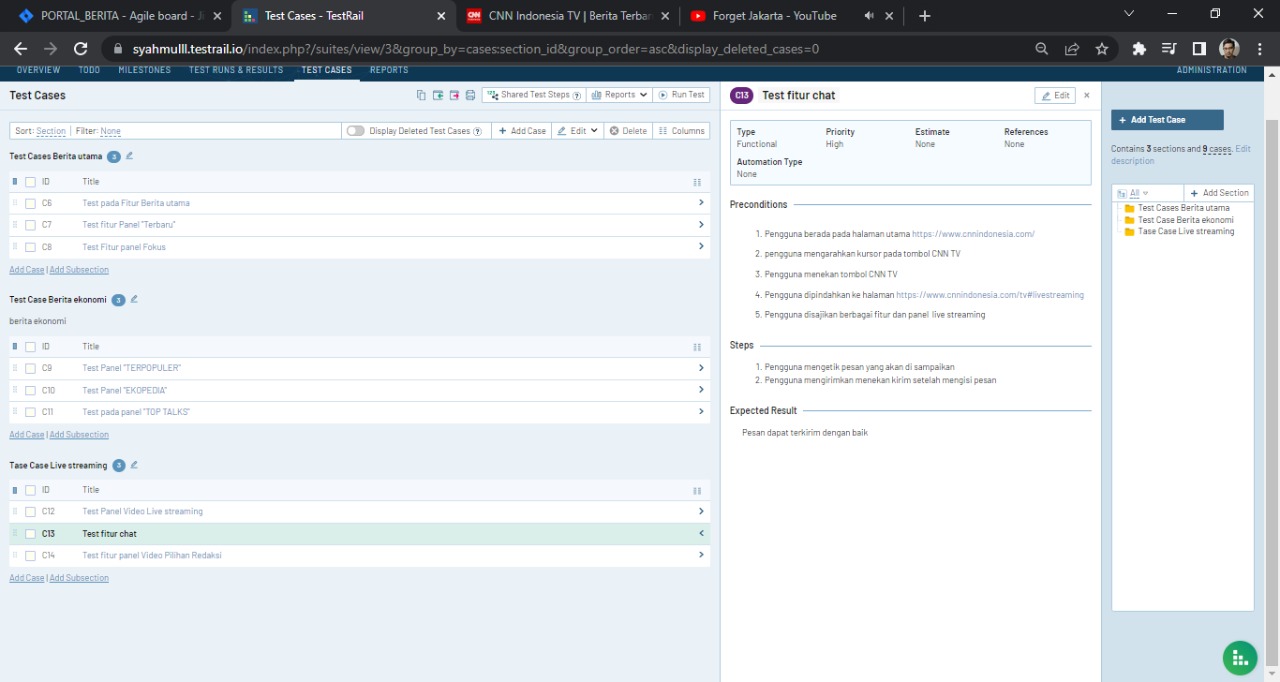 PORTAL_BERITA - Agile board - Ji
Test Cases - TestRail
CNN Indonesia TV | Berita Terbar
Forget Jakarta - YouTube
syahmulll.testrail.io/index.php?/suites/view/3&group_by=cases:section_id&group_order=asc&display_deleted_cases=0
OVERVIEW TODO MILESTONES TEST RUNS & RESULTS TEST CASES REPORTS ADMINISTRATION
Test Cases
Shared Test Steps ? Reports Run Test
Sort: Section | Filter: None
Display Deleted Test Cases ? + Add Case Edit Delete Columns
Test Cases Berita utama 3
ID Title
C6 Test pada Fitur Berita utama
C7 Test fitur Panel "Terbaru"
C8 Test Fitur panel Fokus
Add Case | Add Subsection
Test Case Berita ekonomi 3
berita ekonomi
ID Title
C9 Test Panel "TERPOPULER"
C10 Test Panel "EKOPEDIA"
C11 Test pada panel "TOP TALKS"
Add Case | Add Subsection
Tase Case Live streaming 3
ID Title
C12 Test Panel Video Live streaming
C13 Test fitur chat
C14 Test fitur panel Video Pilihan Redaksi
Add Case | Add Subsection
C13 Test fitur chat
Edit
Type Priority Estimate References
Functional High None None
Automation Type
None
Preconditions
1. Pengguna berada pada halaman utama https://www.cnnindonesia.com/
2. pengguna mengarahkan kursor pada tombol CNN TV
3. Pengguna menekan tombol CNN TV
4. Pengguna dipindahkan ke halaman https://www.cnnindonesia.com/tv#livestreaming
5. Pengguna disajikan berbagai fitur dan panel live streaming
Steps
1. Pengguna mengetik pesan yang akan di sampaikan
2. Pengguna mengirimkan menekan kirim setelah mengisi pesan
Expected Result
Pesan dapat terkirim dengan baik
+ Add Test Case
Contains 3 sections and 9 cases. Edit
description
All + Add Section
Test Cases Berita utama
Test Case Berita ekonomi
Tase Case Live streaming